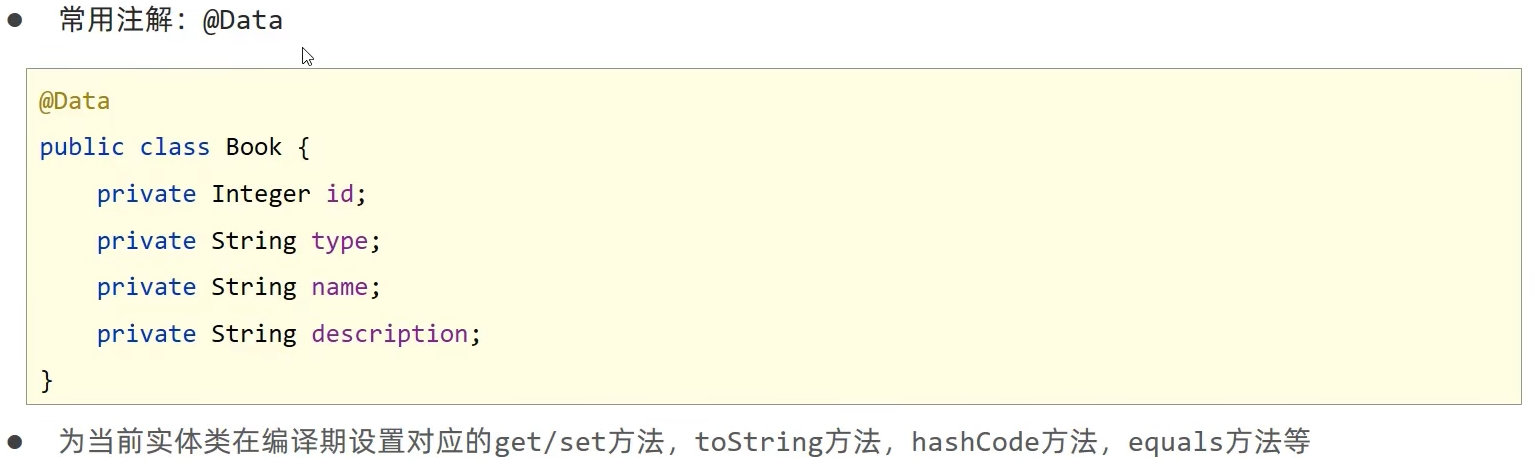 ● 常用注解：@Data
@Data
public class Book {
    private Integer id;
    private String type;
    private String name;
    private String description;
}
● 为当前实体类在编译期设置对应的get/set方法，toString方法，hashCode方法，equals方法等